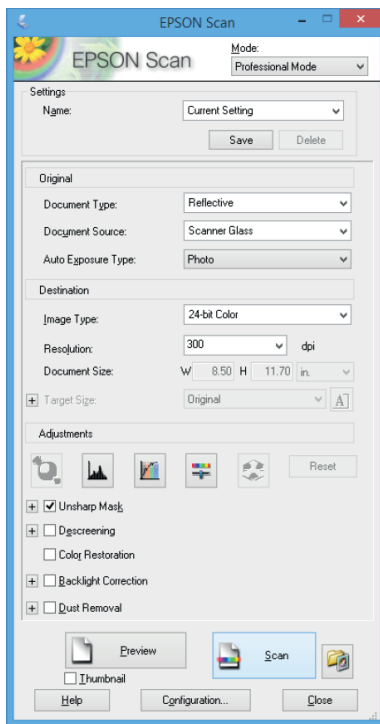 EPSON Scan
EPSON Scan
Mode:
Professional Mode
Settings
Name: Current Setting
Save Delete
Original
Document Type: Reflective
Document Source: Scanner Glass
Auto Exposure Type: Photo
Destination
Image Type: 24-bit Color
Resolution: 300 dpi
Document Size: W 8.50 H 11.70 in.
Target Size: Original A
Adjustments
Reset
Unsharp Mask
Descreening
Color Restoration
Backlight Correction
Dust Removal
Preview Scan
Thumbnail
Help Configuration... Close